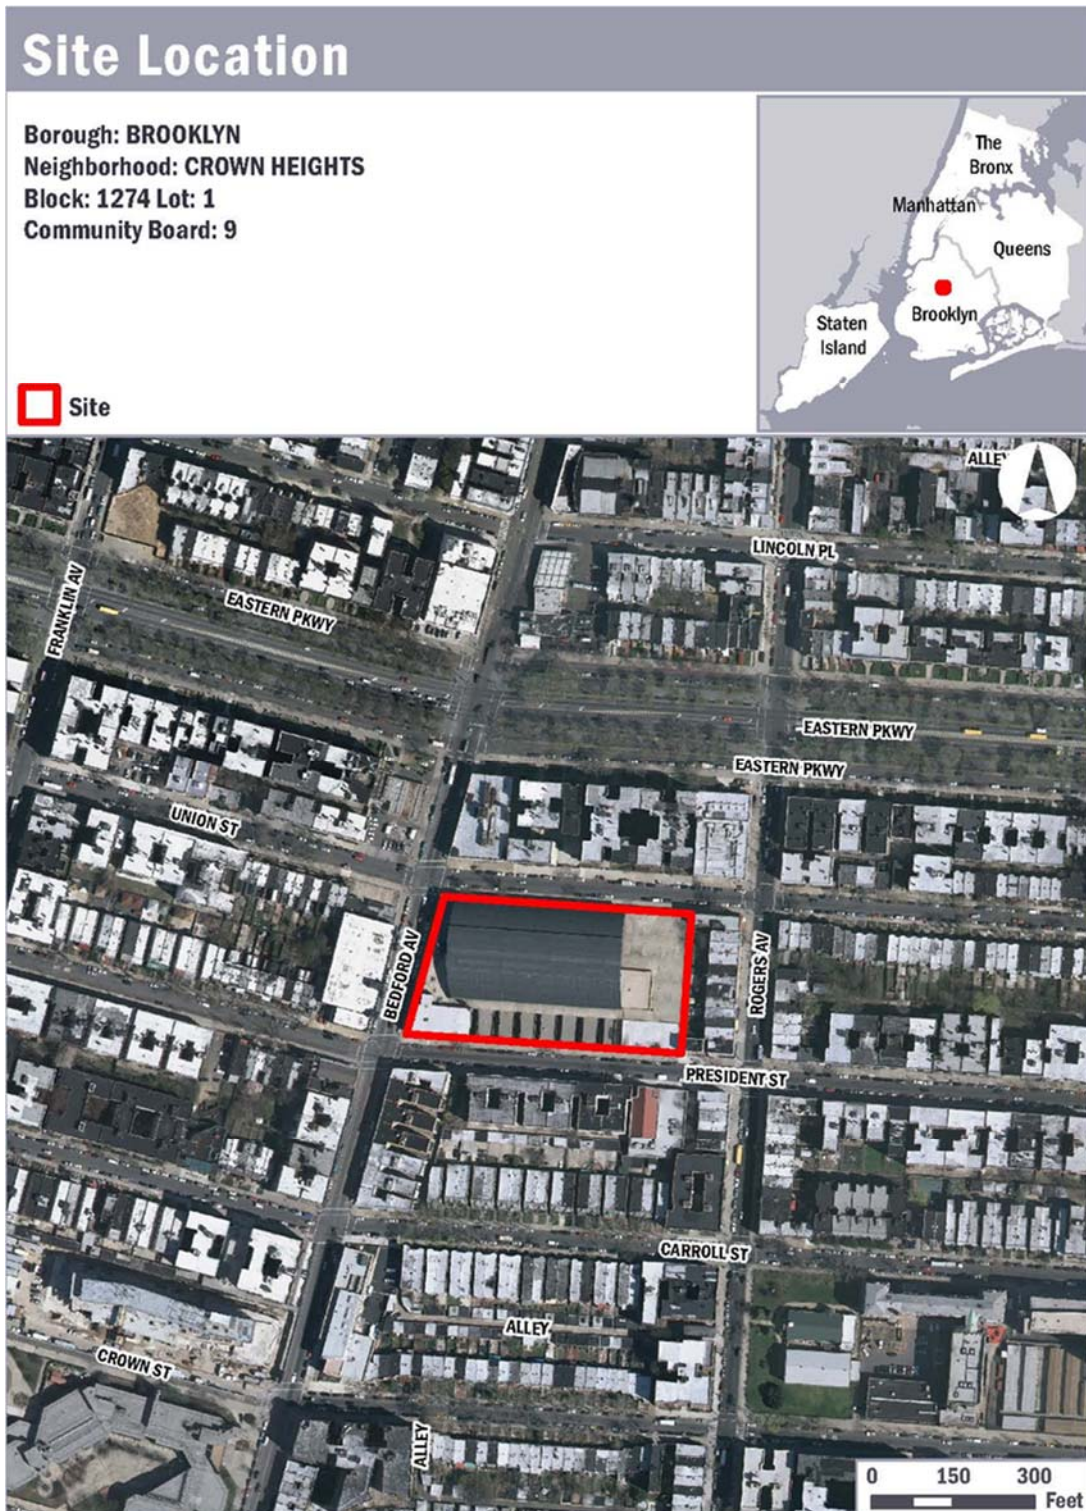 Site Location
Borough: BROOKLYN
Neighborhood: CROWN HEIGHTS
Block: 1274 Lot: 1
Community Board: 9
The
Bronx
Manhattan
Queens
Brooklyn
Staten
Island
Site
ALLEY
LINCOLN PL
FRANKLIN AV
EASTERN PKWY
EASTERN PKWY
EASTERN PKWY
UNION ST
BEDFORD AV
ROGERS AV
PRESIDENT ST
CARROLL ST
ALLEY
CROWN ST
ALLEY
0 150 300
Feet